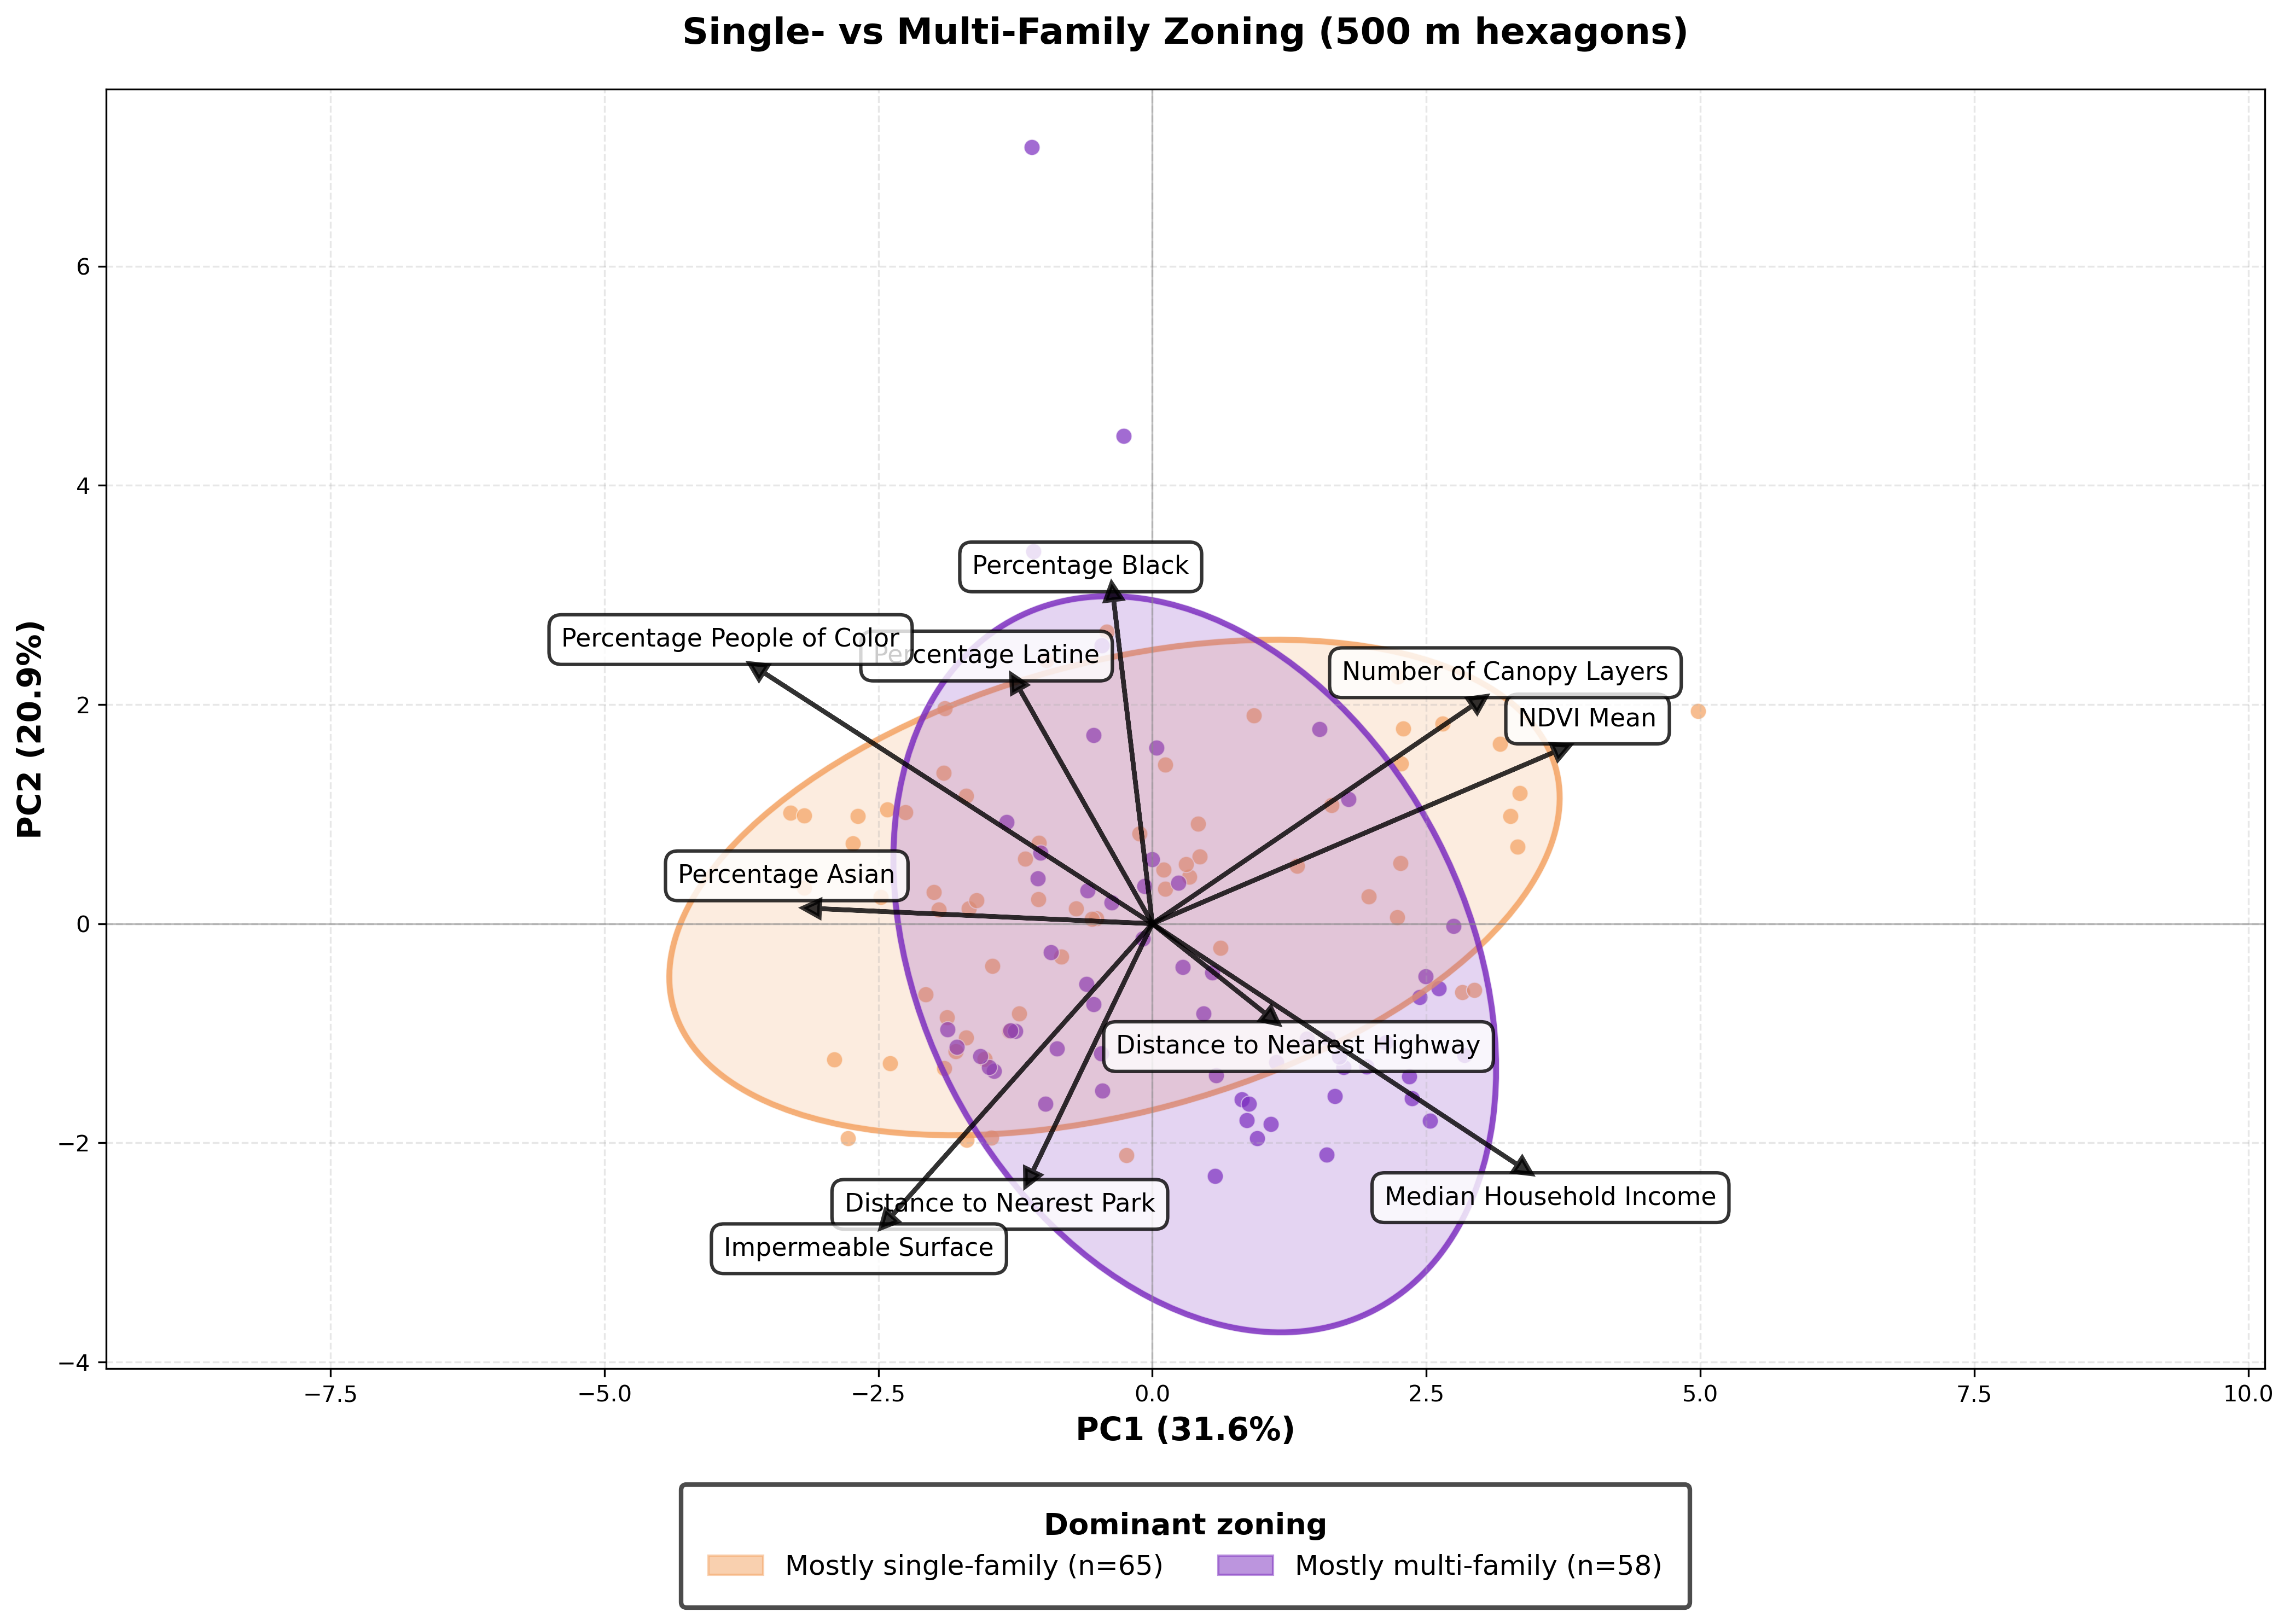 Single- vs Multi-Family Zoning (500 m hexagons)
PC2 (20.9%)
6
4
2
0
−2
−4
Percentage Black
Percentage People of Color
Percentage Latine
Number of Canopy Layers
NDVI Mean
Percentage Asian
Distance to Nearest Highway
Median Household Income
Distance to Nearest Park
Impermeable Surface
−7.5
−5.0
−2.5
0.0
2.5
5.0
7.5
10.0
PC1 (31.6%)
Dominant zoning
Mostly single-family (n=65)
Mostly multi-family (n=58)